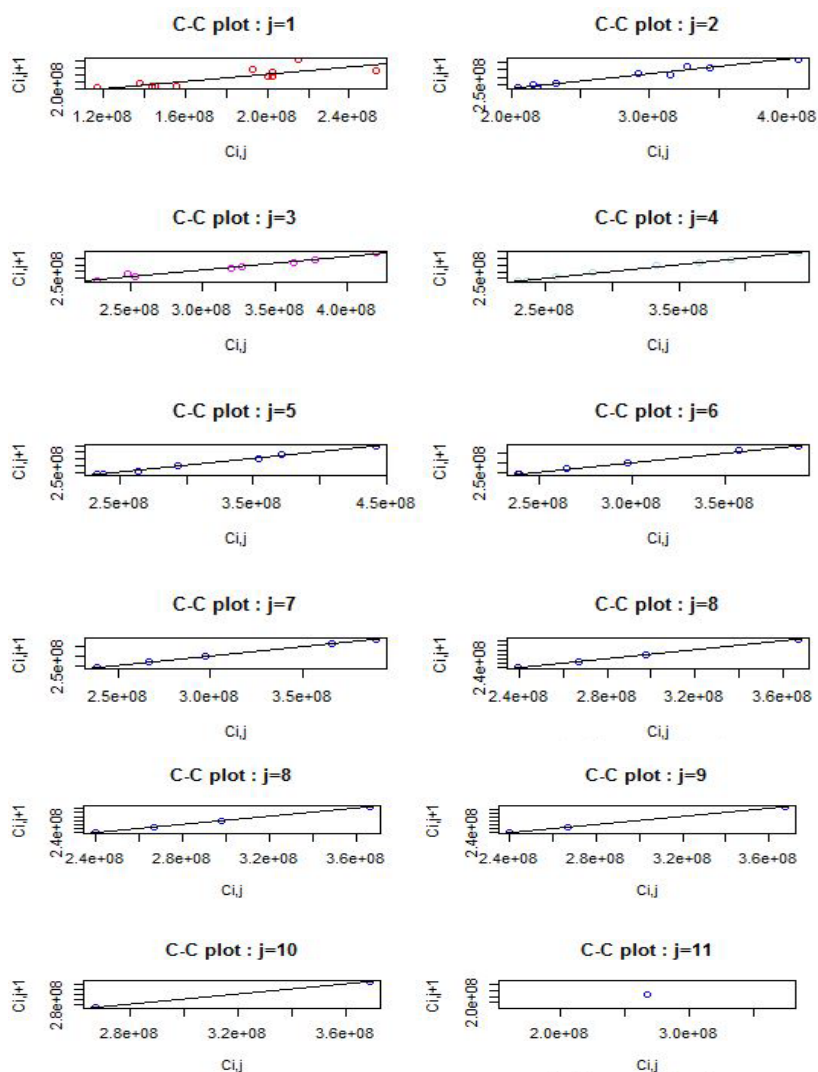 C-C plot : j=1
Ci,j+1
2.0e+08
1.2e+08 1.6e+08 2.0e+08 2.4e+08
Ci,j
C-C plot : j=2
Ci,j+1
2.5e+08
2.0e+08 3.0e+08 4.0e+08
Ci,j
C-C plot : j=3
Ci,j+1
2.5e+08
2.5e+08 3.0e+08 3.5e+08 4.0e+08
Ci,j
C-C plot : j=4
Ci,j+1
2.5e+08
2.5e+08 3.5e+08
Ci,j
C-C plot : j=5
Ci,j+1
2.5e+08
2.5e+08 3.5e+08 4.5e+08
Ci,j
C-C plot : j=6
Ci,j+1
2.5e+08
2.5e+08 3.0e+08 3.5e+08
Ci,j
C-C plot : j=7
Ci,j+1
2.5e+08
2.5e+08 3.0e+08 3.5e+08
Ci,j
C-C plot : j=8
Ci,j+1
2.4e+08
2.4e+08 2.8e+08 3.2e+08 3.6e+08
Ci,j
C-C plot : j=8
Ci,j+1
2.4e+08
2.4e+08 2.8e+08 3.2e+08 3.6e+08
Ci,j
C-C plot : j=9
Ci,j+1
2.4e+08
2.4e+08 2.8e+08 3.2e+08 3.6e+08
Ci,j
C-C plot : j=10
Ci,j+1
2.8e+08
2.8e+08 3.2e+08 3.6e+08
Ci,j
C-C plot : j=11
Ci,j+1
2.0e+08
2.0e+08 3.0e+08
Ci,j